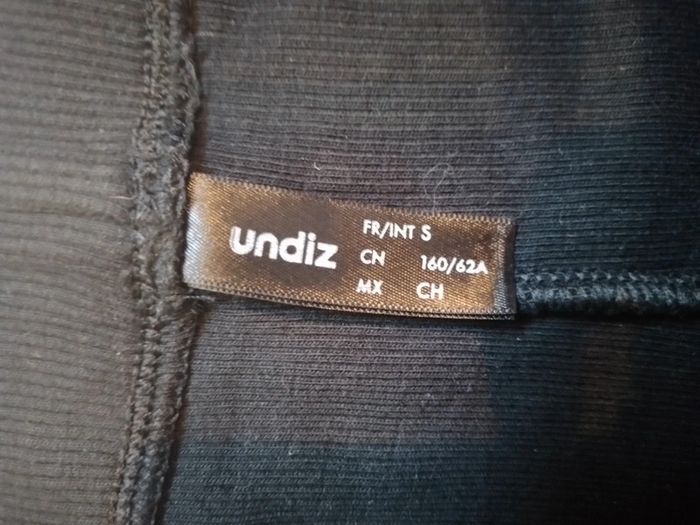 undiz
FR/INT S
CN 160/62A
MX CH